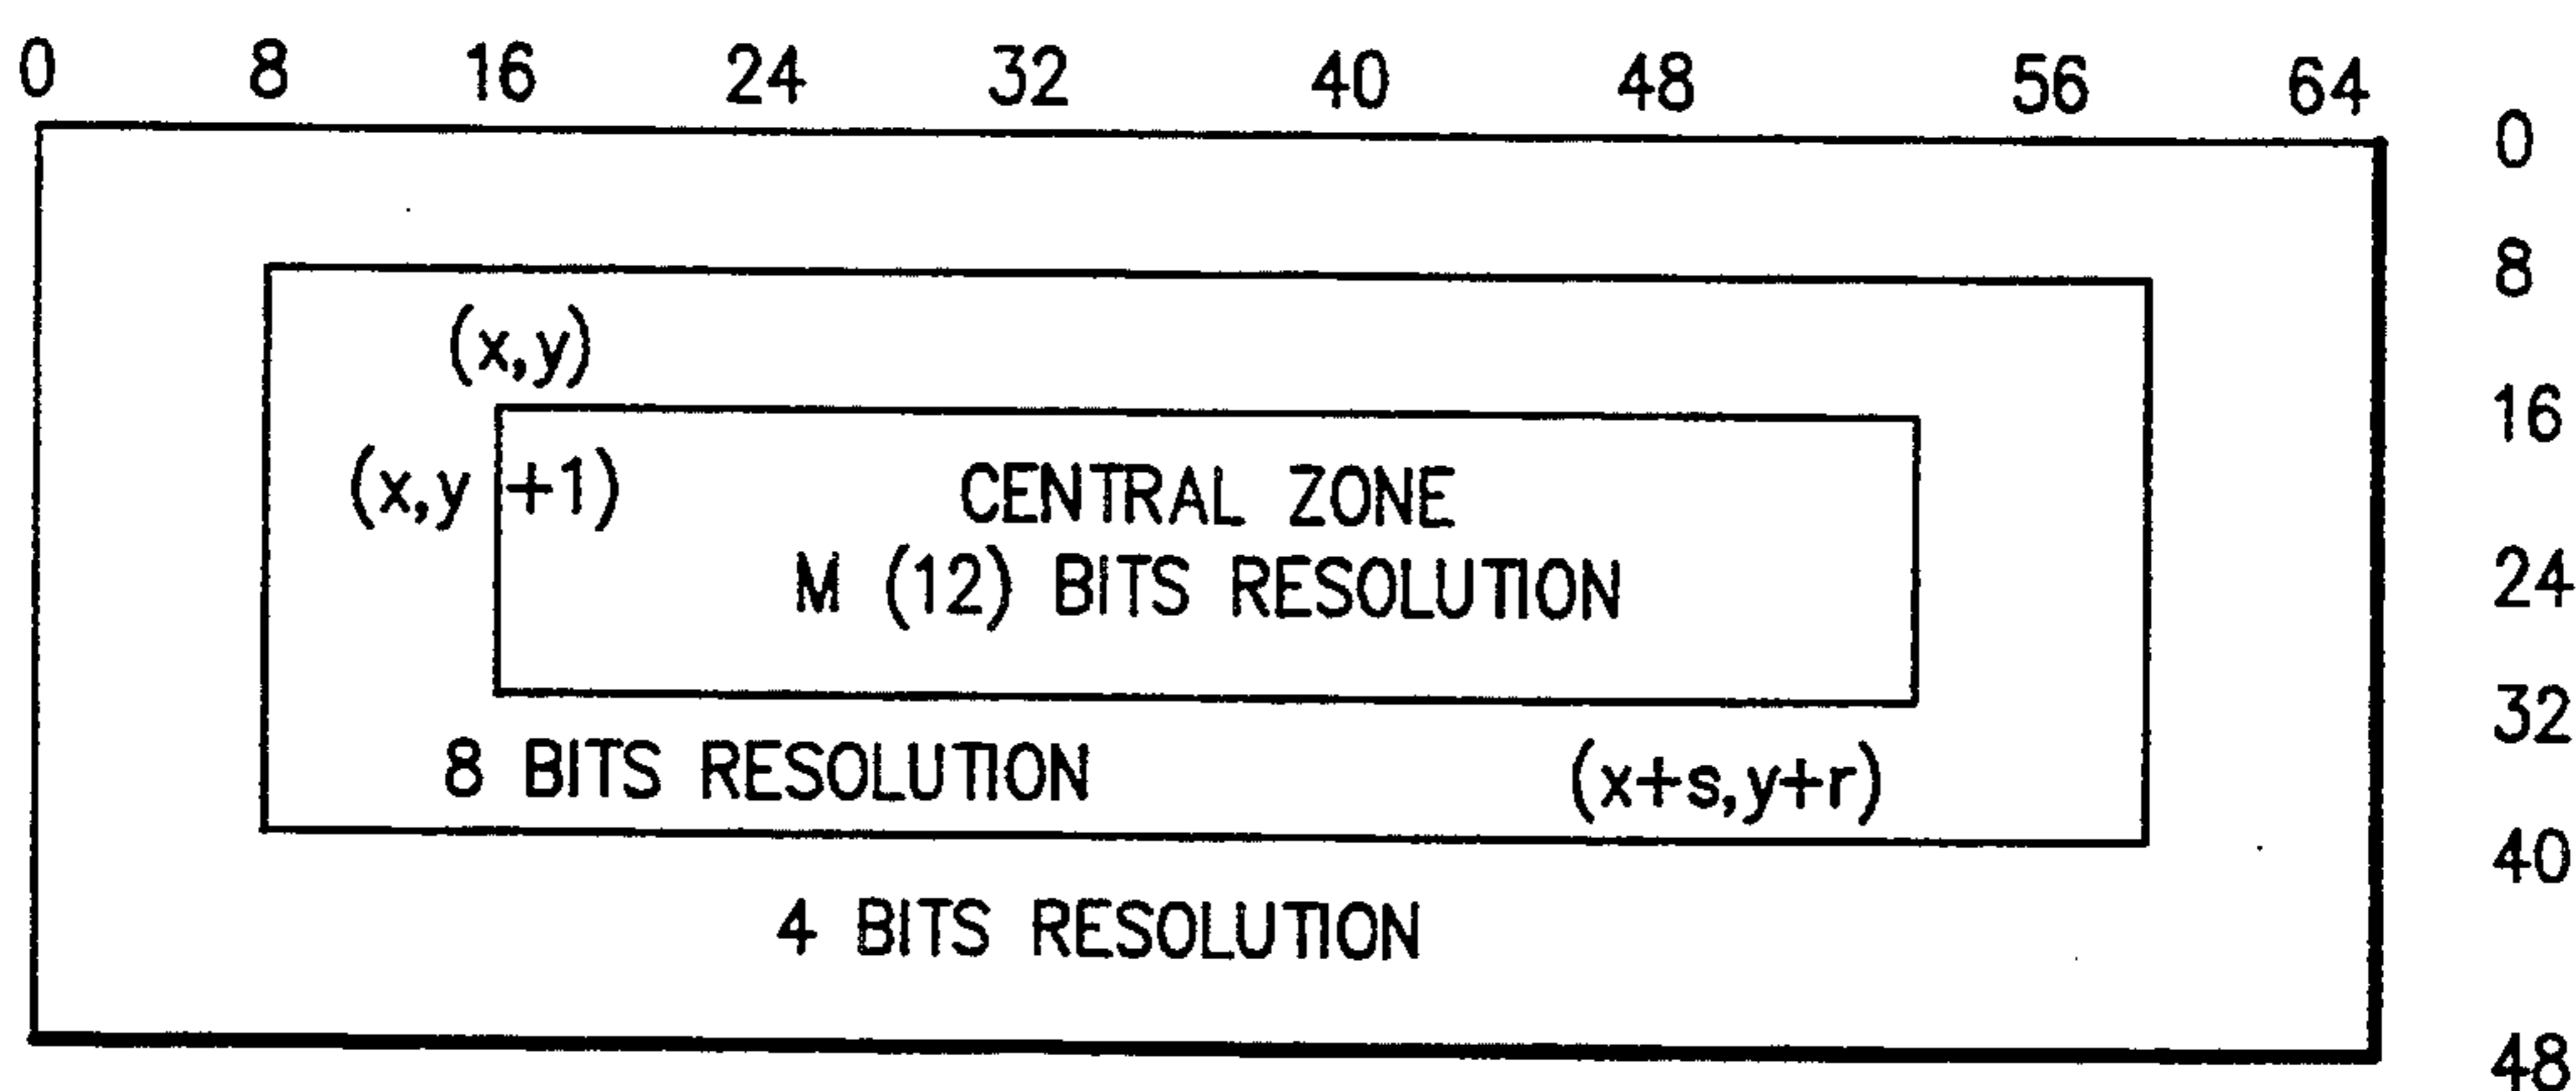 0 8 16 24 32 40 48 56 64
0
8
(x,y)
16
(x,y +1)
CENTRAL ZONE
M (12) BITS RESOLUTION
24
32
8 BITS RESOLUTION
(x+s,y+r)
40
4 BITS RESOLUTION
48